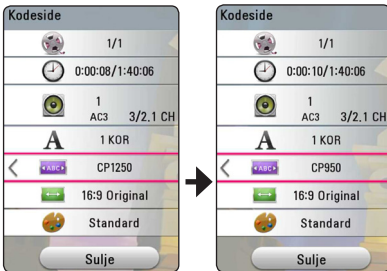 Kodeside
1/1
0:00:08/1:40:06
1
AC3 3/2.1 CH
A 1 KOR
ABC CP1250
16:9 Original
Standard
Sulje
Kodeside
1/1
0:00:10/1:40:06
1
AC3 3/2.1 CH
A 1 KOR
ABC CP950
16:9 Original
Standard
Sulje